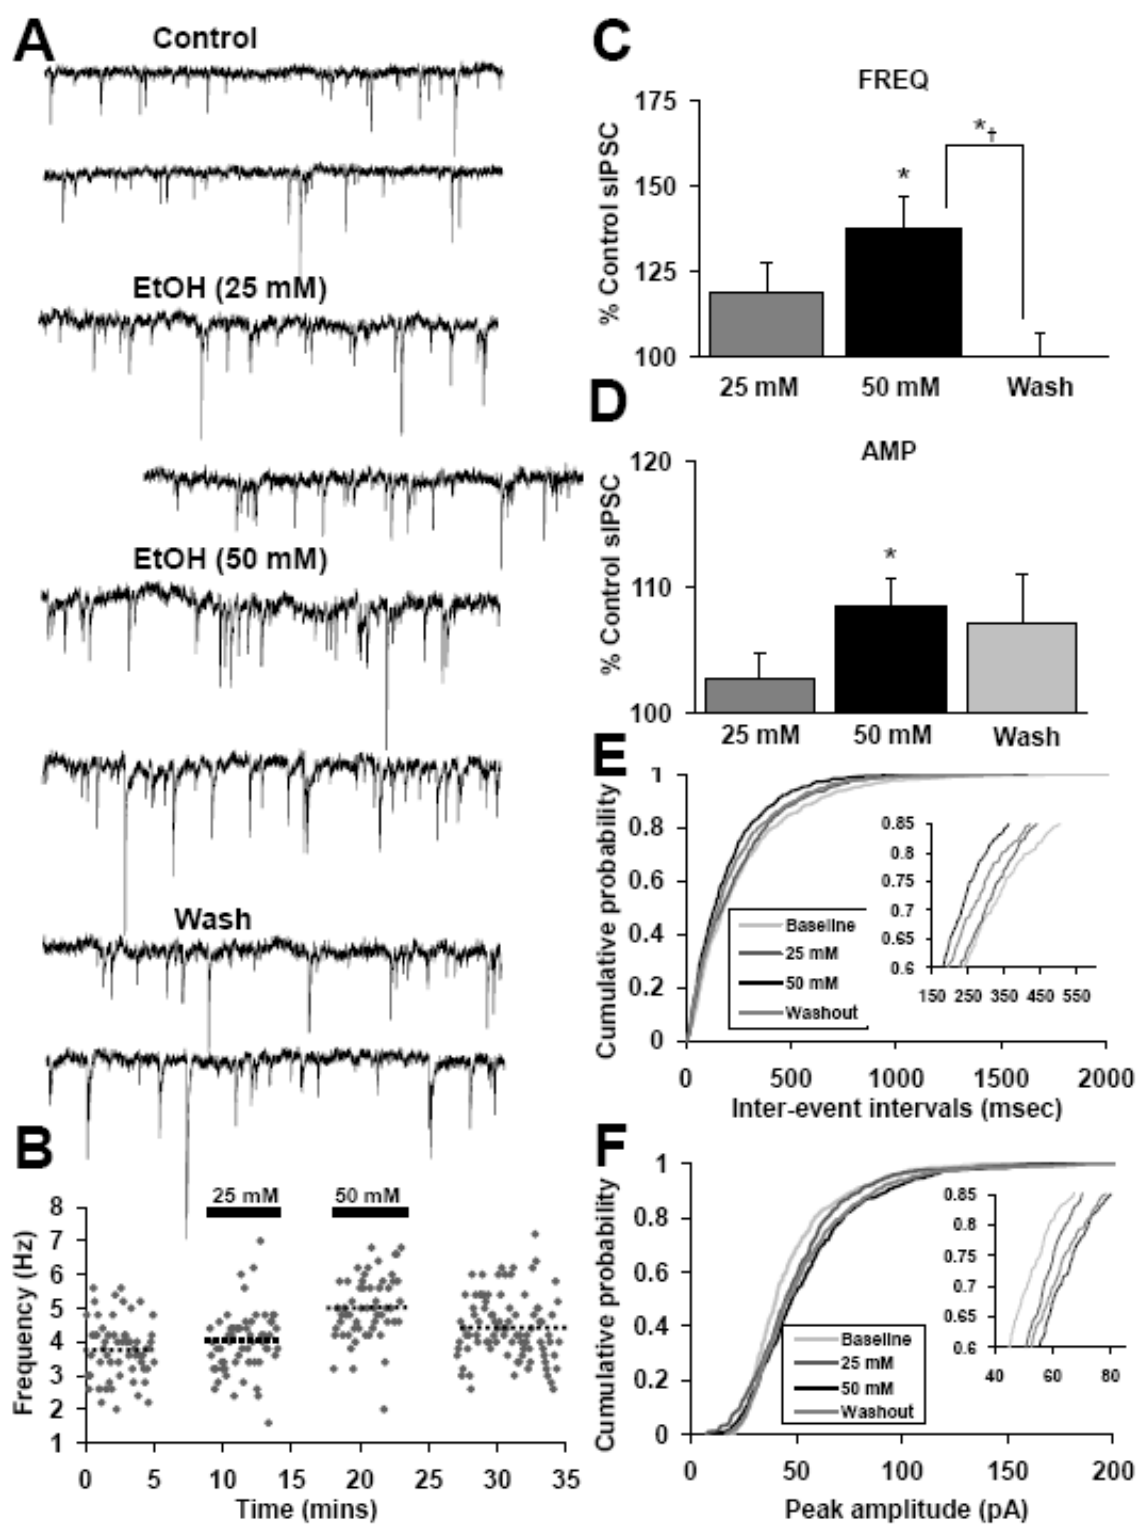 A
Control
EtOH (25 mM)
EtOH (50 mM)
Wash
B
25 mM
50 mM
Frequency (Hz)
8
7
6
5
4
3
2
1
0
5
10
15
20
25
30
35
Time (mins)
C
FREQ
% Control sIPSC
175
150
125
100
*
*†
25 mM
50 mM
Wash
D
AMP
% Control sIPSC
120
110
100
*
25 mM
50 mM
Wash
E
Cumulative probability
1
0.8
0.6
0.4
0.2
0
0.85
0.8
0.75
0.7
0.65
0.6
150
250
350
450
550
Baseline
25 mM
50 mM
Washout
0
500
1000
1500
2000
Inter-event intervals (msec)
F
Cumulative probability
1
0.8
0.6
0.4
0.2
0
0.85
0.8
0.75
0.7
0.65
0.6
40
60
80
Baseline
25 mM
50 mM
Washout
0
50
100
150
200
Peak amplitude (pA)